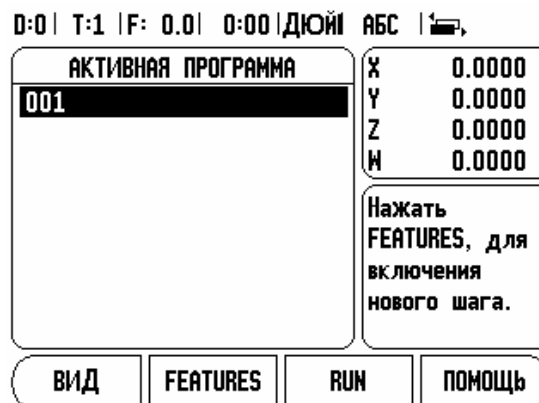 D:0 | T:1 | F: 0.0 | 0:00 | ДЮЙМ АБС |
АКТИВНАЯ ПРОГРАММА
001
X 0.0000
Y 0.0000
Z 0.0000
W 0.0000
Нажать
FEATURES, для
включения
нового шага.
ВИД
FEATURES
RUN
ПОМОЩЬ